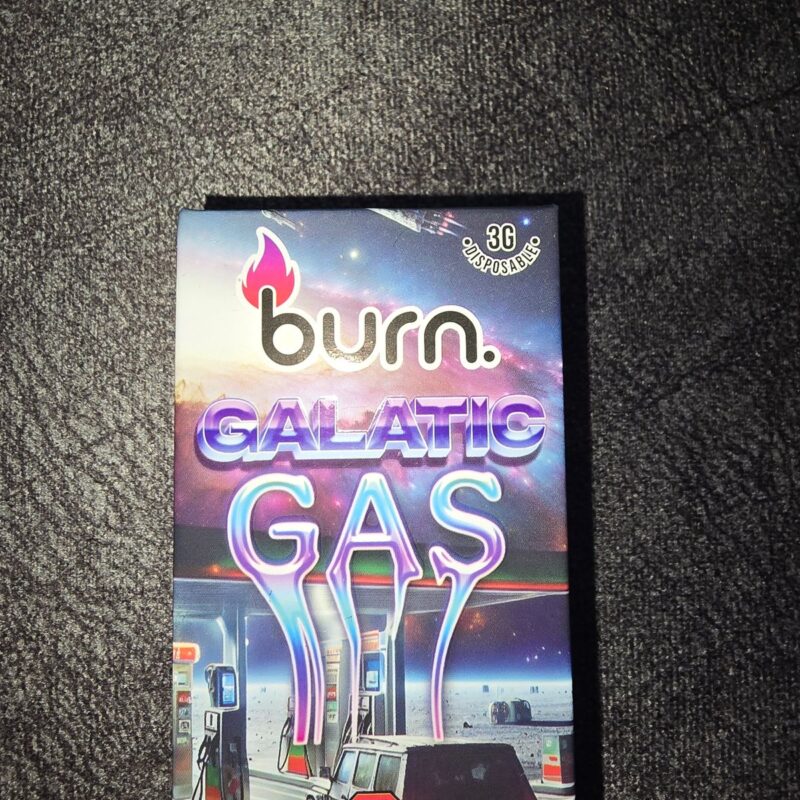 3G
•DISPOSABLE•
burn.
GALATIC
GAS